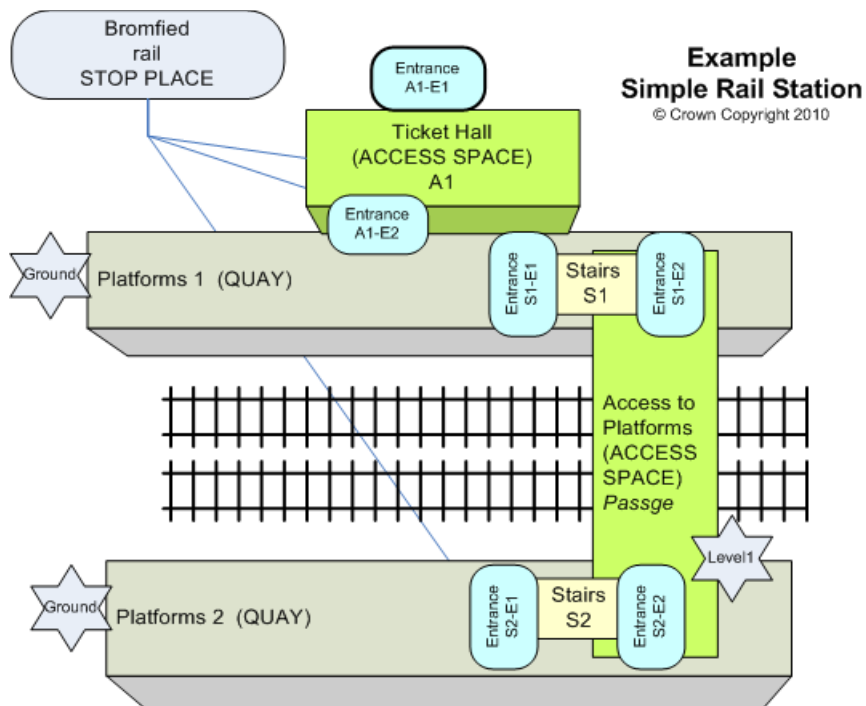 Bromfied
rail
STOP PLACE
Example
Simple Rail Station
© Crown Copyright 2010
Entrance
A1-E1
Ticket Hall
(ACCESS SPACE)
A1
Entrance
A1-E2
Ground
Platforms 1 (QUAY)
Entrance
S1-E1
Stairs
S1
Entrance
S1-E2
Access to
Platforms
(ACCESS
SPACE)
Passge
Level1
Ground
Platforms 2 (QUAY)
Entrance
S2-E1
Stairs
S2
Entrance
S2-E2